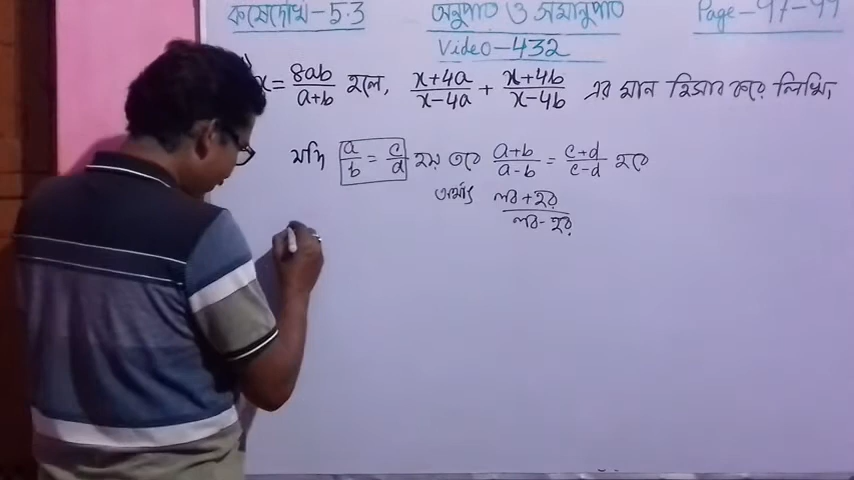 কষেদেখি-5.3 অনুপাত ও সমানুপাত Page-97-99
Video-432
x = 8ab/a+b হলে, x+4a/x-4a + x+4b/x-4b এর মান হিসাব করে লিখি,
যদি a/b = c/d হয় তবে a+b/a-b = c+d/c-d হবে
অর্থাৎ লব+হর/লব-হর